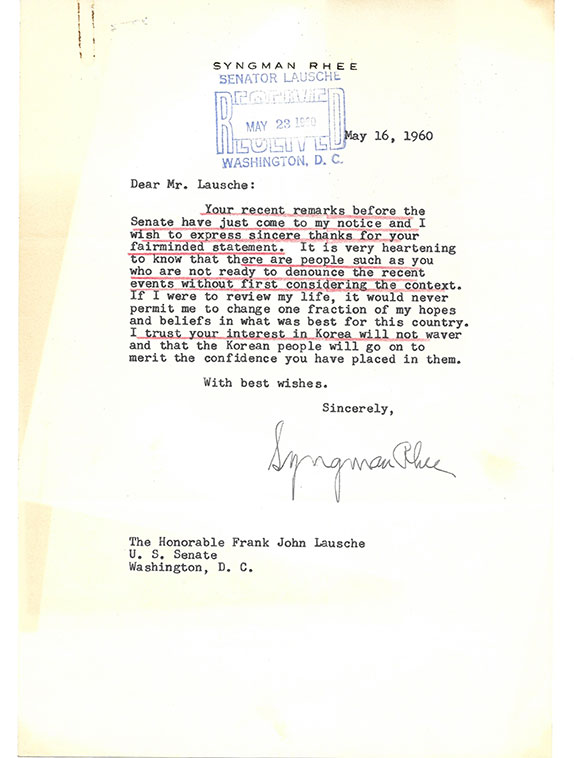 SYNGMAN RHEE
SENATOR LAUSCHE
RECEIVED
MAY 23 1960
RECEIVED
WASHINGTON, D. C.
May 16, 1960
Dear Mr. Lausche:
Your recent remarks before the
Senate have just come to my notice and I
wish to express sincere thanks for your
fairminded statement. It is very heartening
to know that there are people such as you
who are not ready to denounce the recent
events without first considering the context.
If I were to review my life, it would never
permit me to change one fraction of my hopes
and beliefs in what was best for this country.
I trust your interest in Korea will not waver
and that the Korean people will go on to
merit the confidence you have placed in them.
With best wishes.
Sincerely,
Syngman Rhee
The Honorable Frank John Lausche
U. S. Senate
Washington, D. C.